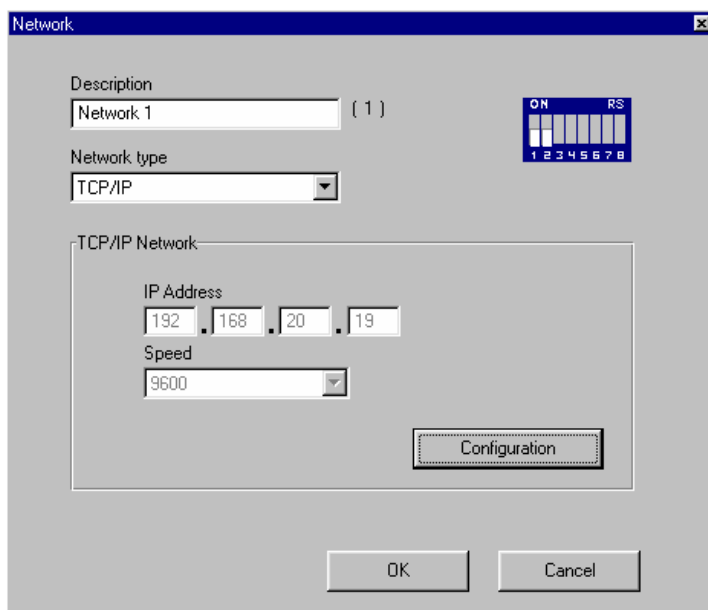 Network
Description
Network 1 ( 1 )
ON RS
1 2 3 4 5 6 7 8
Network type
TCP/IP
TCP/IP Network
IP Address
192 . 168 . 20 . 19
Speed
9600
Configuration
OK Cancel